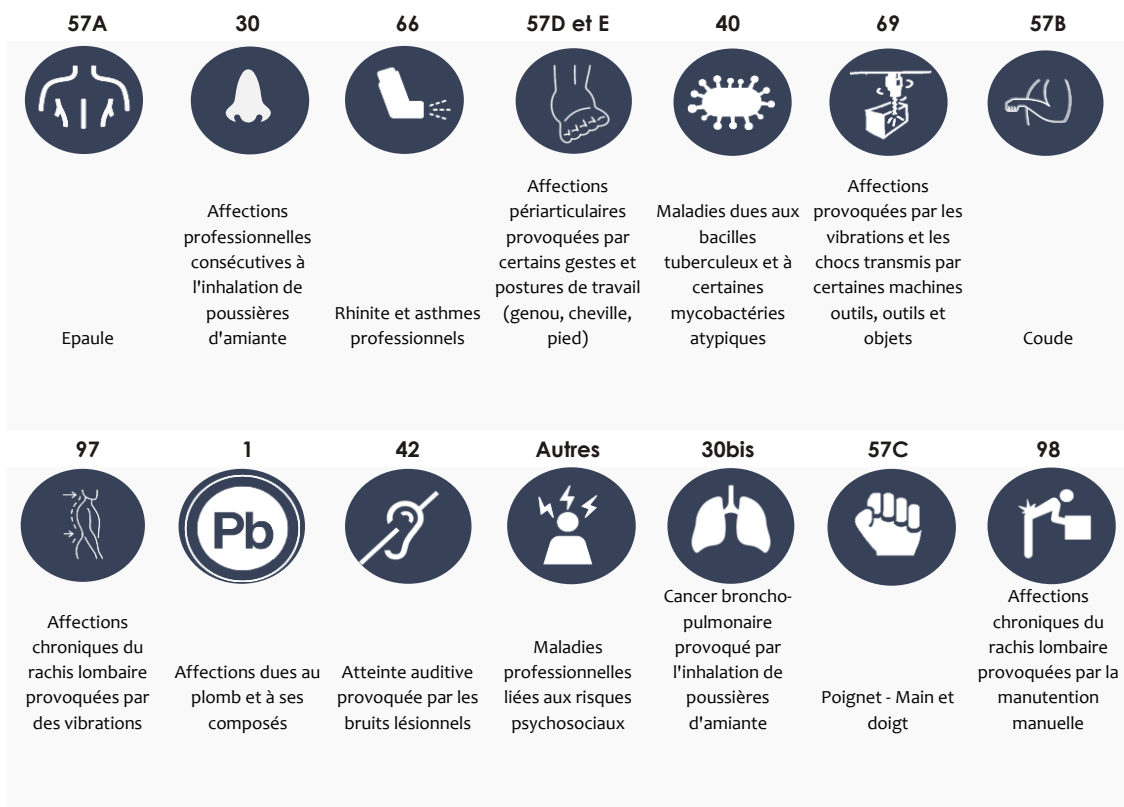 57A
30
66
57D et E
40
69
57B
Epaule
Affections
professionnelles
consécutives à
l'inhalation de
poussières
d'amiante
Rhinite et asthmes
professionnels
Affections
périarticulaires
provoquées par
certains gestes et
postures de travail
(genou, cheville,
pied)
Maladies dues aux
bacilles
tuberculeux et à
certaines
mycobactéries
atypiques
Affections
provoquées par les
vibrations et les
chocs transmis par
certaines machines
outils, outils et
objets
Coude
97
1
42
Autres
30bis
57C
98
Pb
Affections
chroniques du
rachis lombaire
provoquées par
des vibrations
Affections dues au
plomb et à ses
composés
Atteinte auditive
provoquée par les
bruits lésionnels
Maladies
professionnelles
liées aux risques
psychosociaux
Cancer broncho-
pulmonaire
provoqué par
l'inhalation de
poussières
d'amiante
Poignet - Main et
doigt
Affections
chroniques du
rachis lombaire
provoquées par la
manutention
manuelle